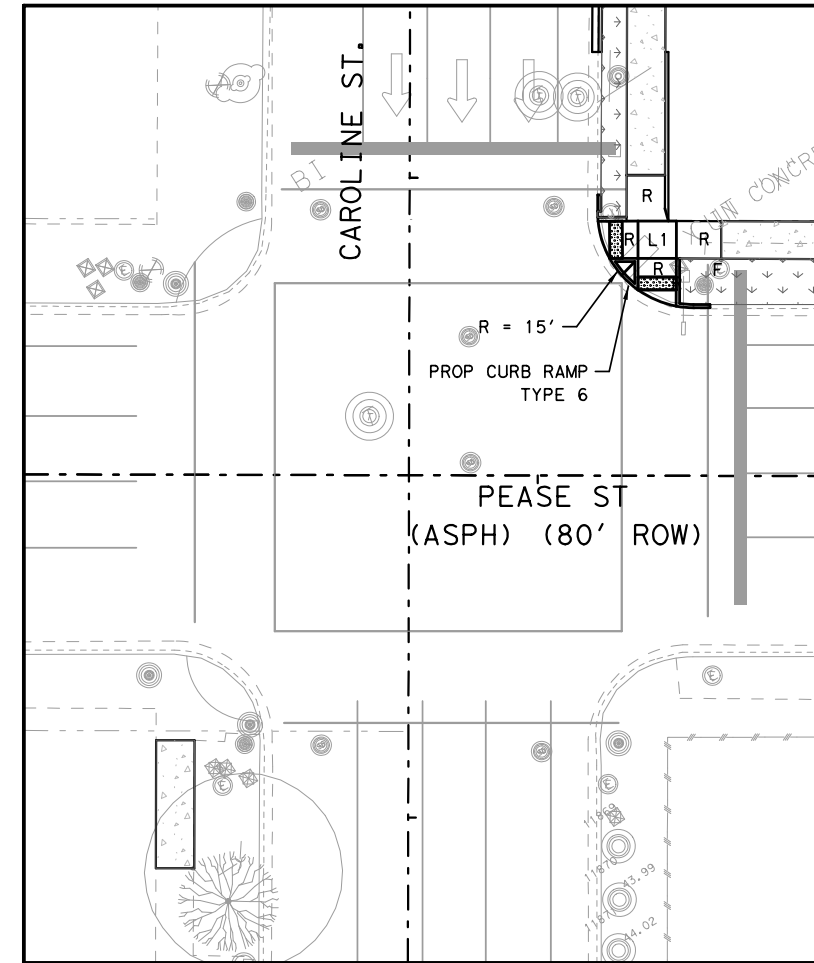 CAROLINE ST.
BI
R
R L1 R
R F
R = 15'
PROP CURB RAMP
TYPE 6
PEASE ST
(ASPH) (80' ROW)
43.99
44.02